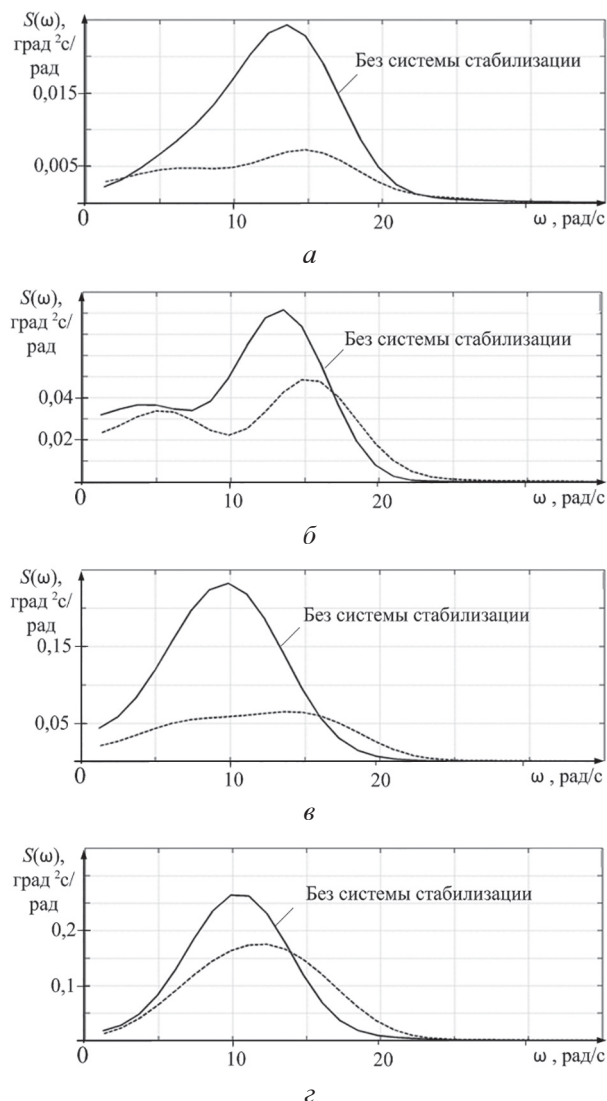 S(ω),
град ²с/
рад
Без системы стабилизации
0,015
0,005
0
10
20
ω , рад/с
а
S(ω),
град ²с/
рад
Без системы стабилизации
0,04
0,02
0
10
20
ω , рад/с
б
S(ω),
град ²с/
рад
Без системы стабилизации
0,15
0,05
0
10
20
ω , рад/с
в
S(ω),
град ²с/
рад
Без системы стабилизации
0,2
0,1
0
10
20
ω , рад/с
г